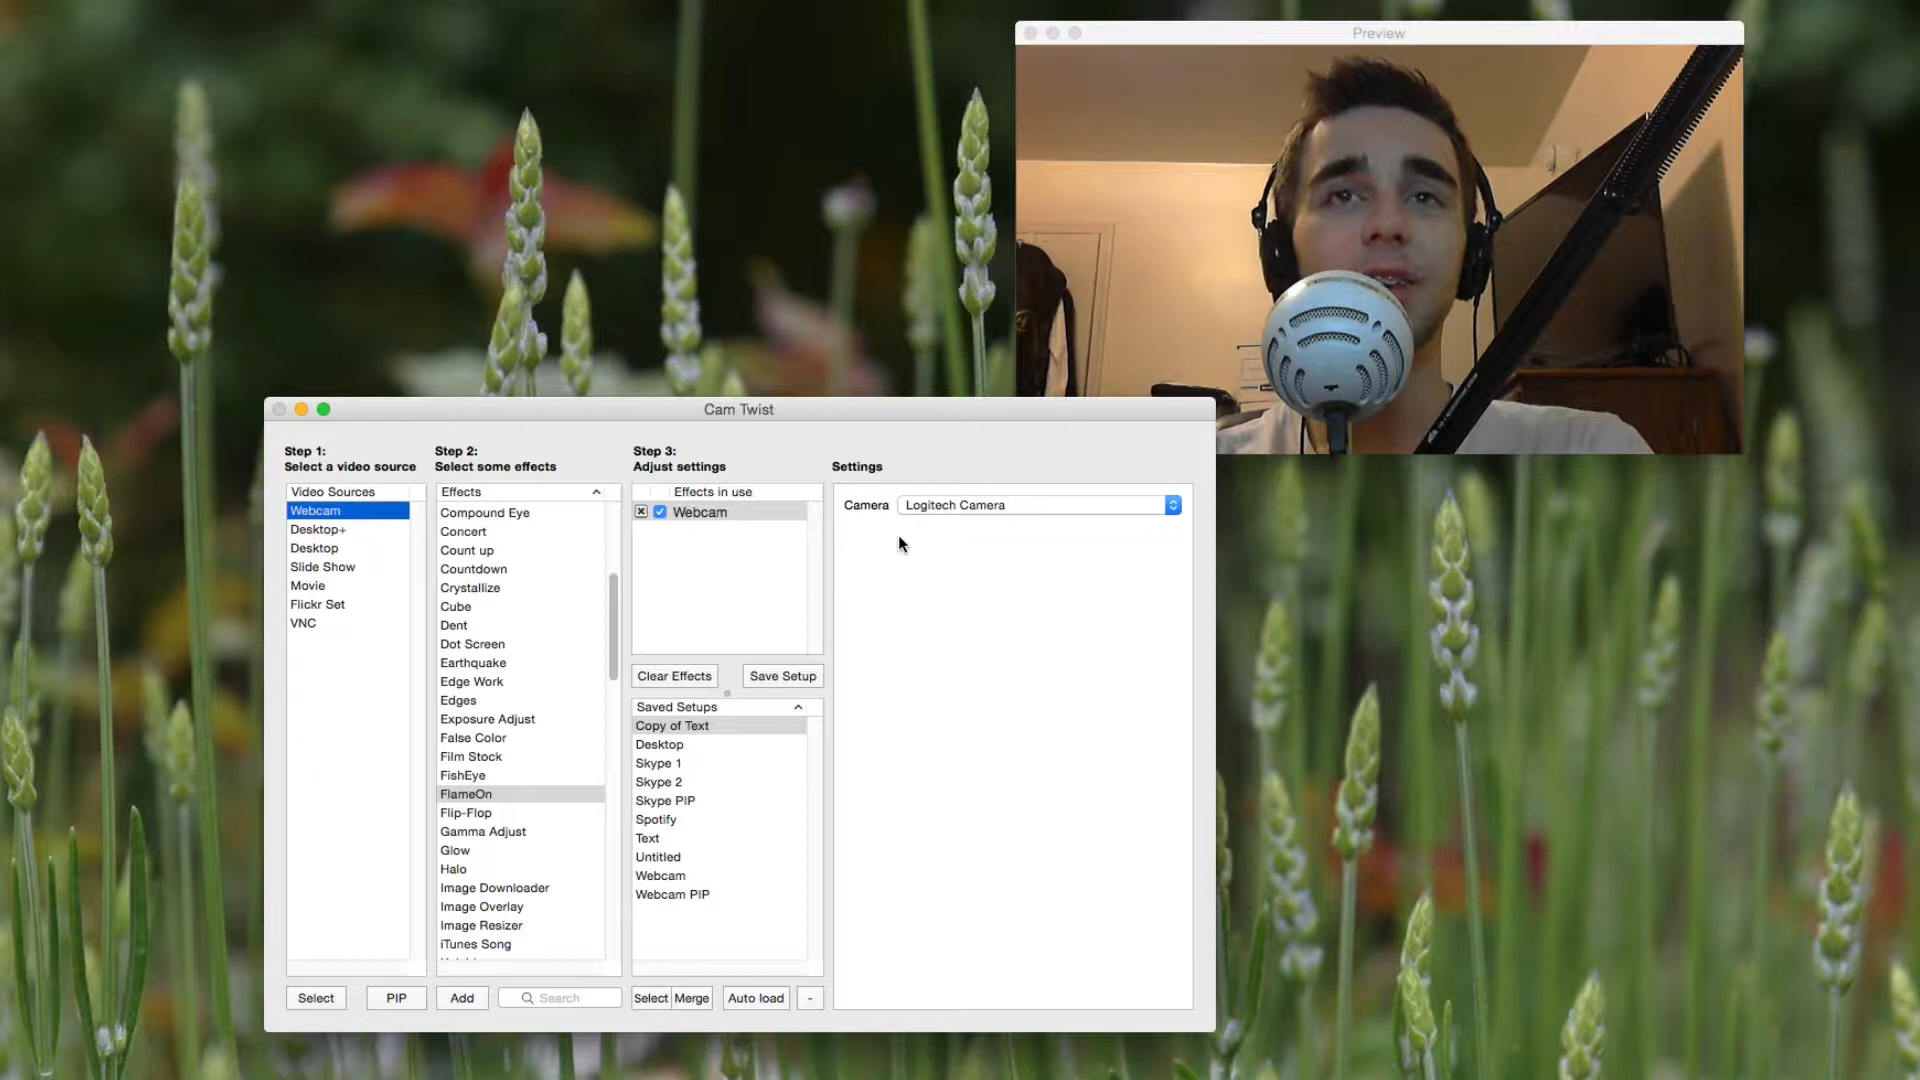 Preview
Cam Twist
Step 1:
Select a video source
Video Sources
Webcam
Desktop+
Desktop
Slide Show
Movie
Flickr Set
VNC
Select
PIP
Step 2:
Select some effects
Effects
Compound Eye
Concert
Count up
Countdown
Crystallize
Cube
Dent
Dot Screen
Earthquake
Edge Work
Edges
Exposure Adjust
False Color
Film Stock
FishEye
FlameOn
Flip-Flop
Gamma Adjust
Glow
Halo
Image Downloader
Image Overlay
Image Resizer
iTunes Song
Add
Search
Step 3:
Adjust settings
Effects in use
Webcam
Clear Effects
Save Setup
Saved Setups
Copy of Text
Desktop
Skype 1
Skype 2
Skype PIP
Spotify
Text
Untitled
Webcam
Webcam PIP
Select
Merge
Auto load
-
Settings
Camera
Logitech Camera